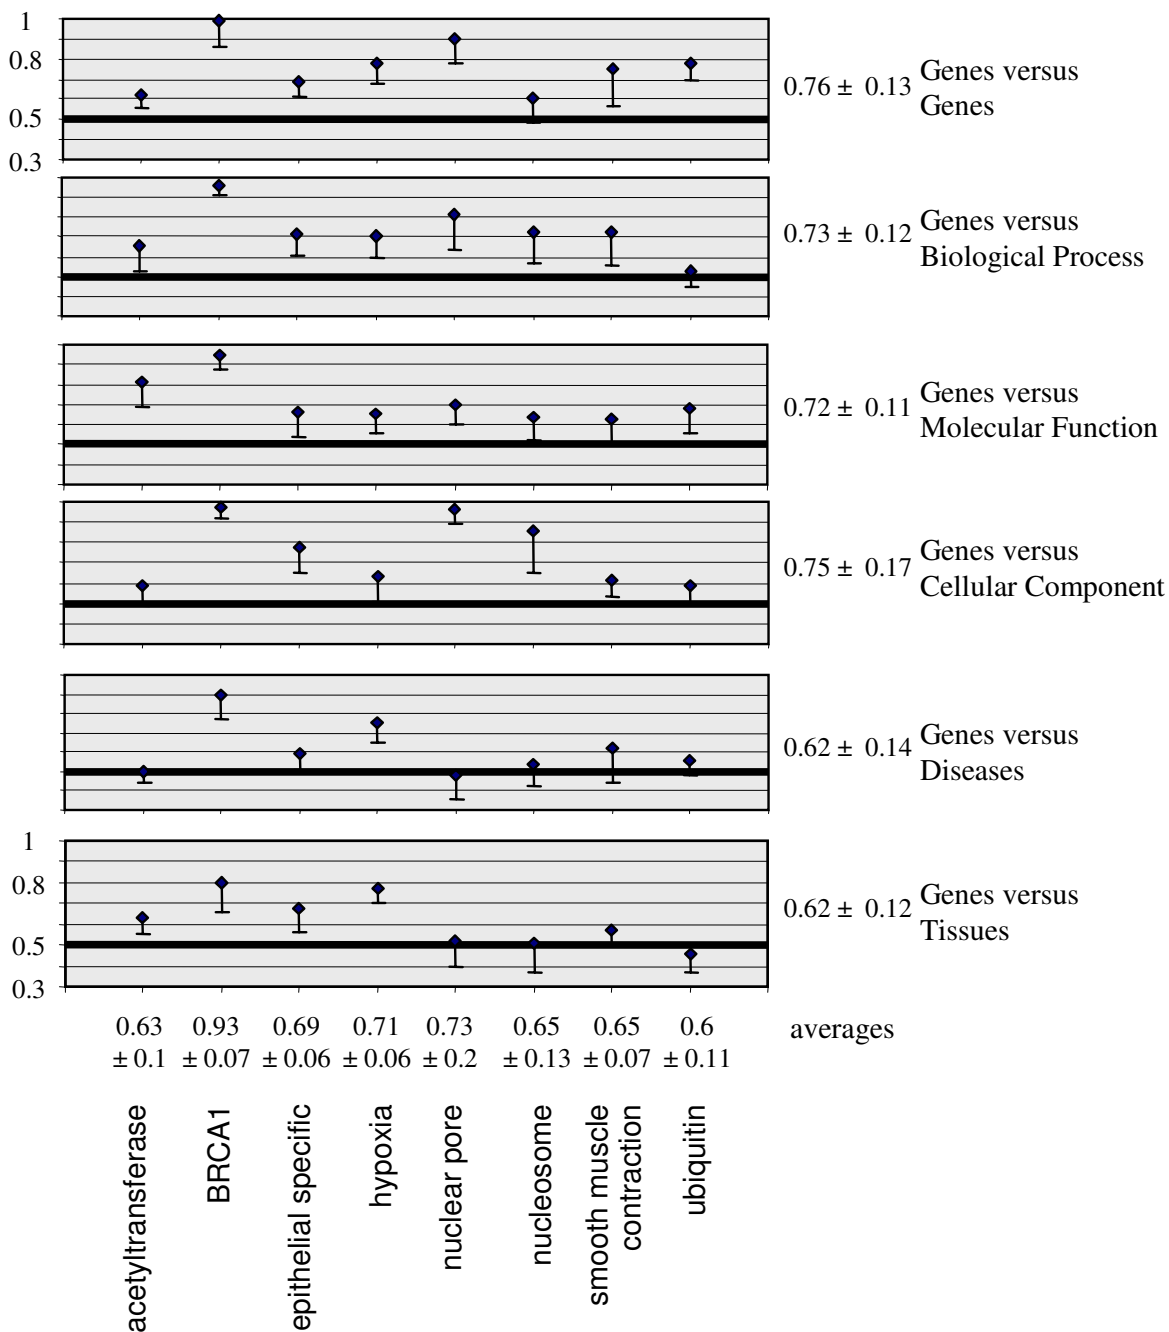 1
0.8
0.5
0.3
0.76 ± 0.13
Genes versus
Genes
0.73 ± 0.12
Genes versus
Biological Process
0.72 ± 0.11
Genes versus
Molecular Function
0.75 ± 0.17
Genes versus
Cellular Component
0.62 ± 0.14
Genes versus
Diseases
1
0.8
0.5
0.3
0.62 ± 0.12
Genes versus
Tissues
0.63 0.93 0.69 0.71 0.73 0.65 0.65 0.6 averages
± 0.1 ± 0.07 ± 0.06 ± 0.06 ± 0.2 ± 0.13 ± 0.07 ± 0.11
acetyltransferase
BRCA1
epithelial specific
hypoxia
nuclear pore
nucleosome
smooth muscle
contraction
ubiquitin